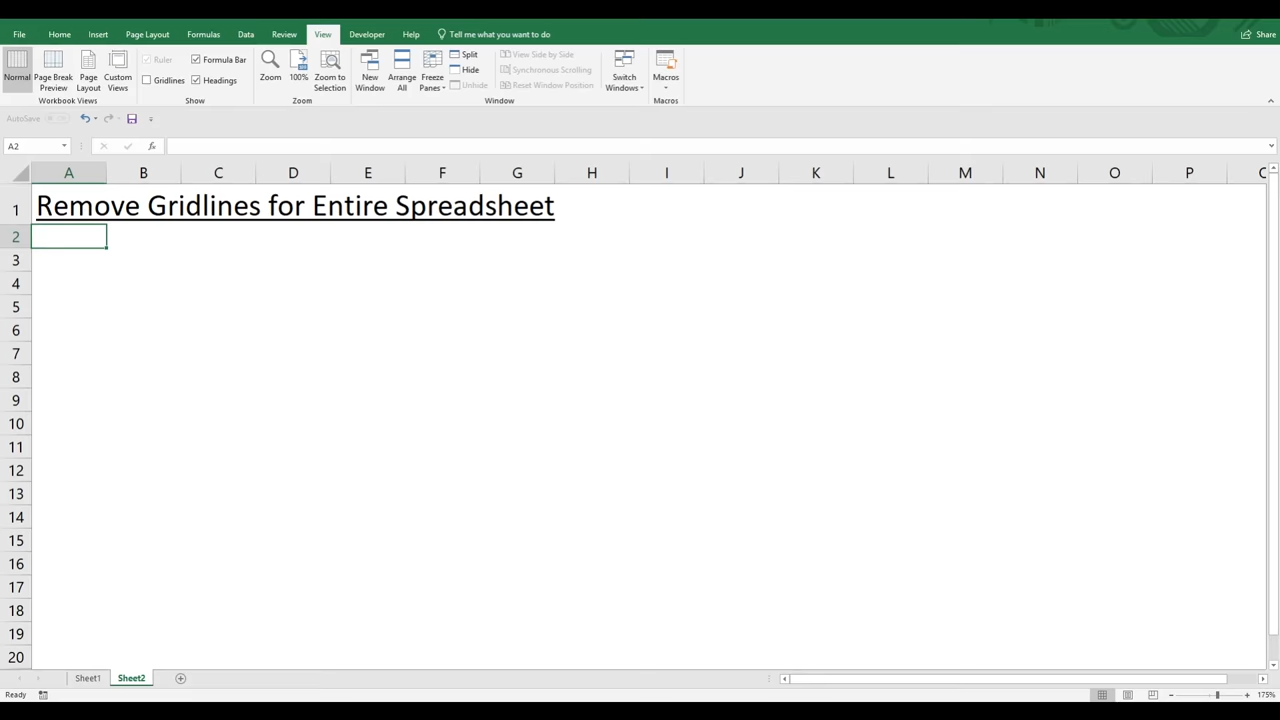 File Home Insert Page Layout Formulas Data Review View Developer Help Tell me what you want to do Share
Normal Page Break Preview Page Layout Custom Views
Workbook Views
Ruler Formula Bar
Gridlines Headings
Show
Zoom 100% Zoom to Selection
Zoom
New Window Arrange All Freeze Panes
Split
Hide
Unhide
View Side by Side
Synchronous Scrolling
Reset Window Position
Window
Switch Windows
Macros
Macros
AutoSave Off
A2 fx
A B C D E F G H I J K L M N O P
1 Remove Gridlines for Entire Spreadsheet
2
3
4
5
6
7
8
9
10
11
12
13
14
15
16
17
18
19
20
Sheet1 Sheet2
Ready 175%